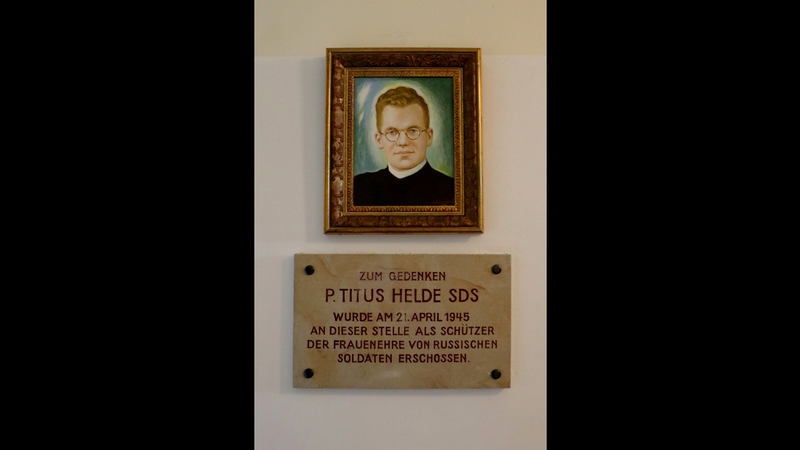 ZUM GEDENKEN
P. TITUS HELDE SDS
WURDE AM 21. APRIL 1945
AN DIESER STELLE ALS SCHÜTZER
DER FRAUENEHRE VON RUSSISCHEN
SOLDATEN ERSCHOSSEN.